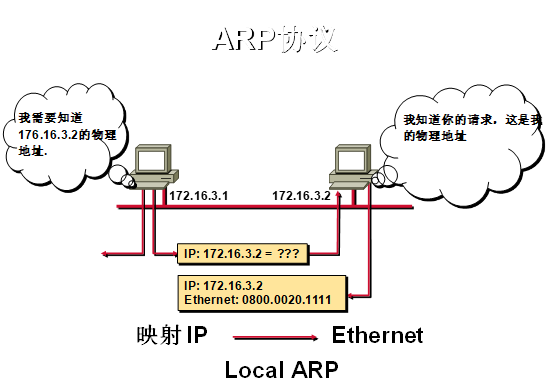 ARP协议
我需要知道
176.16.3.2的物理
地址.
我知道你的请求，这是我
的物理地址
172.16.3.1
172.16.3.2
IP: 172.16.3.2 = ???
IP: 172.16.3.2
Ethernet: 0800.0020.1111
映射 IP Ethernet
Local ARP